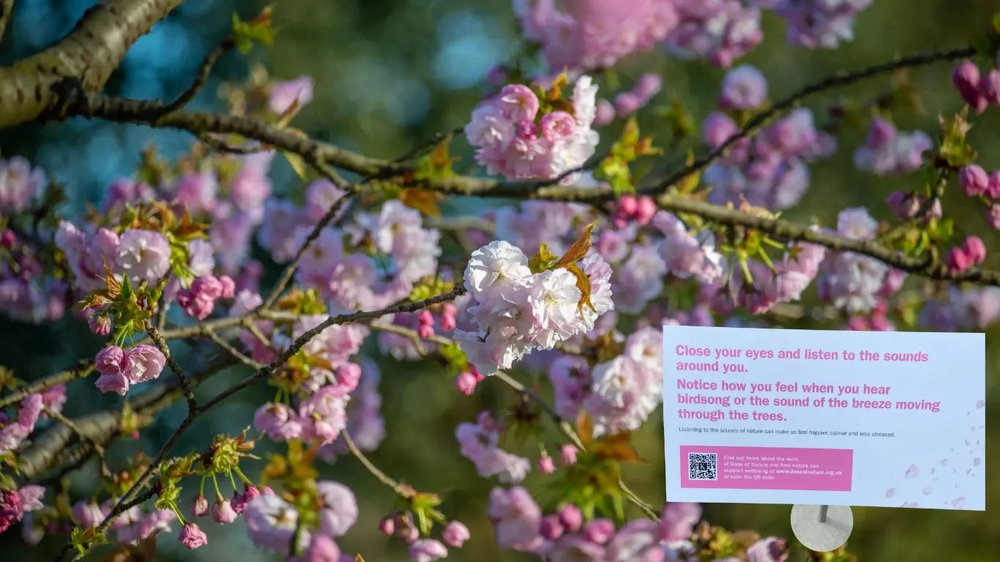 Close your eyes and listen to the sounds
around you.
Notice how you feel when you hear
birdsong or the sound of the breeze moving
through the trees.
Listening to the sounds of nature can make us feel happier, calmer and less stressed.
Find out more about the work
of Dose of Nature and how nature can
support wellbeing at www.doseofnature.org.uk
or scan the QR code
K